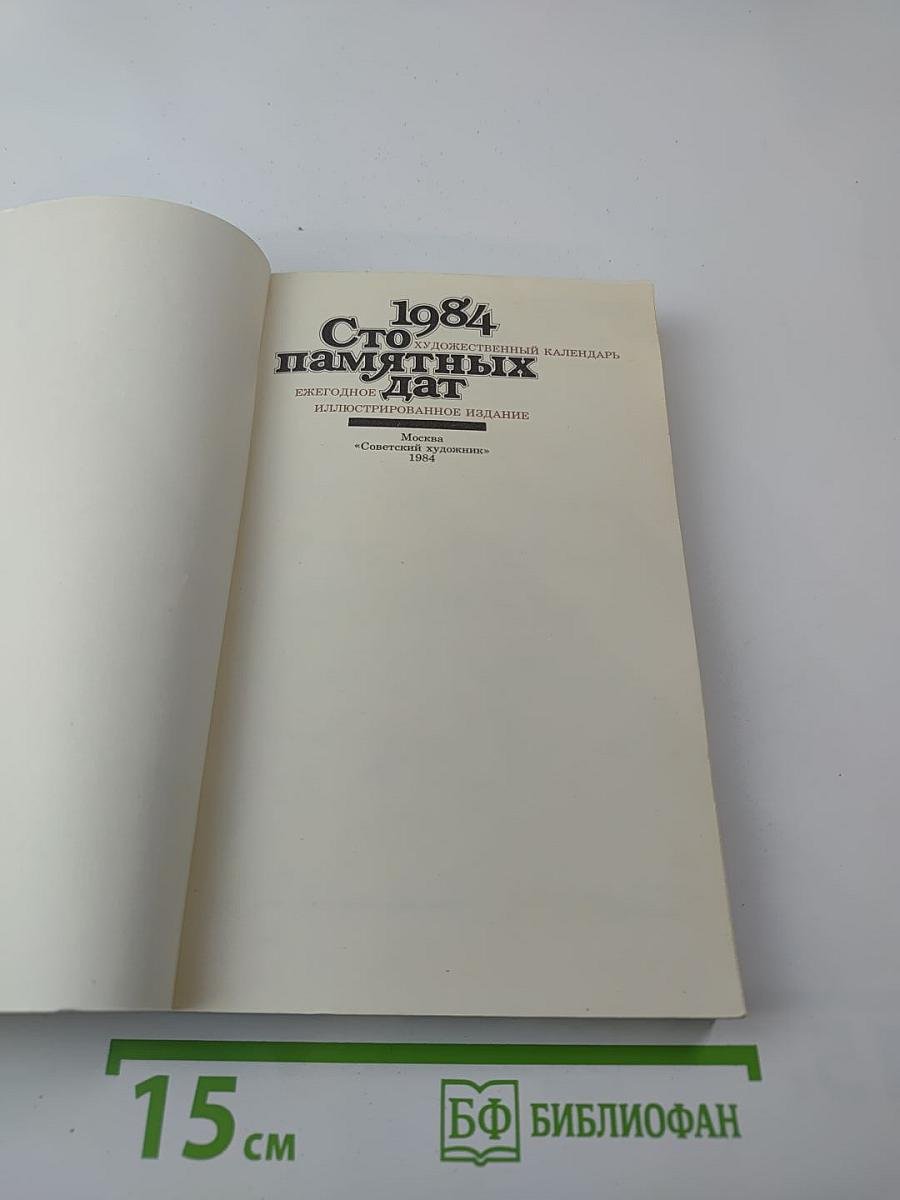 1984
Сто
ХУДОЖЕСТВЕННЫЙ КАЛЕНДАРЬ
памятных
ЕЖЕГОДНОЕ дат
ИЛЛЮСТРИРОВАННОЕ ИЗДАНИЕ
Москва
«Советский художник»
1984
15 см
БФ БИБЛИОФАН